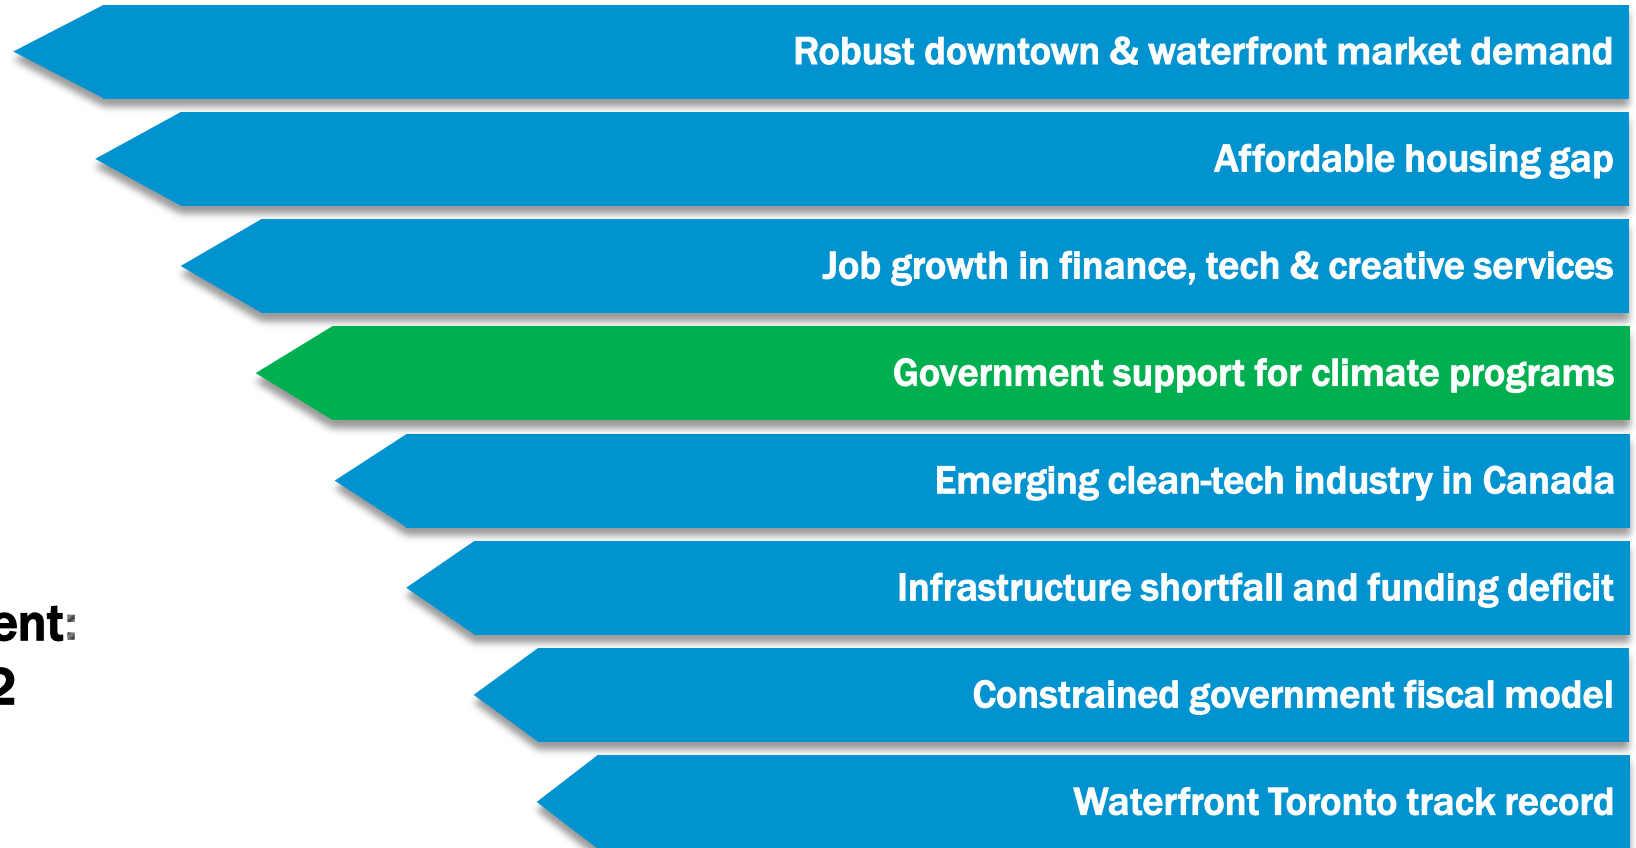 Robust downtown & waterfront market demand
Affordable housing gap
Job growth in finance, tech & creative services
Government support for climate programs
Emerging clean-tech industry in Canada
Infrastructure shortfall and funding deficit
ent:
2
Constrained government fiscal model
Waterfront Toronto track record